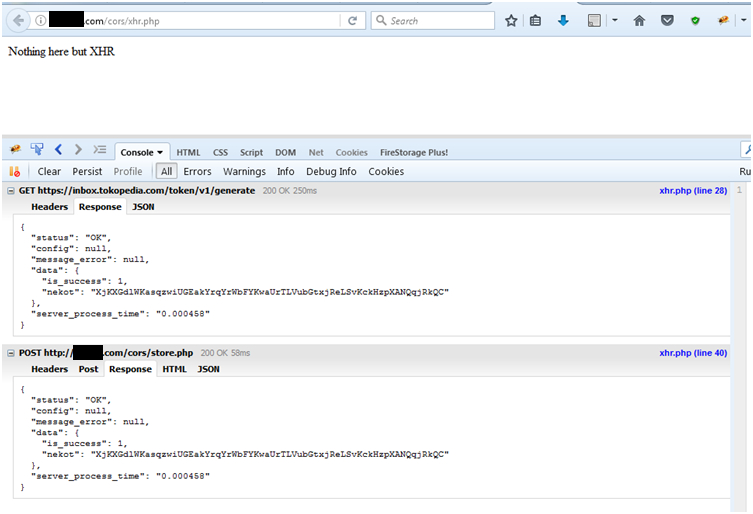 .com/cors/xhr.php
Search
Nothing here but XHR
Console HTML CSS Script DOM Net Cookies FireStorage Plus!
Clear Persist Profile All Errors Warnings Info Debug Info Cookies Ru
GET https://inbox.tokopedia.com/token/v1/generate 200 OK 250ms xhr.php (line 28) 1
Headers Response JSON
{
"status": "OK",
"config": null,
"message_error": null,
"data": {
"is_success": 1,
"nekot": "XjKXGdlWKasqzwiUGEakYrqYrWbFYKwaUrTLVubGtxjReLSvKckHzpXANQqjRkQC"
},
"server_process_time": "0.000458"
}
POST http:// .com/cors/store.php 200 OK 58ms xhr.php (line 40)
Headers Post Response HTML JSON
{
"status": "OK",
"config": null,
"message_error": null,
"data": {
"is_success": 1,
"nekot": "XjKXGdlWKasqzwiUGEakYrqYrWbFYKwaUrTLVubGtxjReLSvKckHzpXANQqjRkQC"
},
"server_process_time": "0.000458"
}